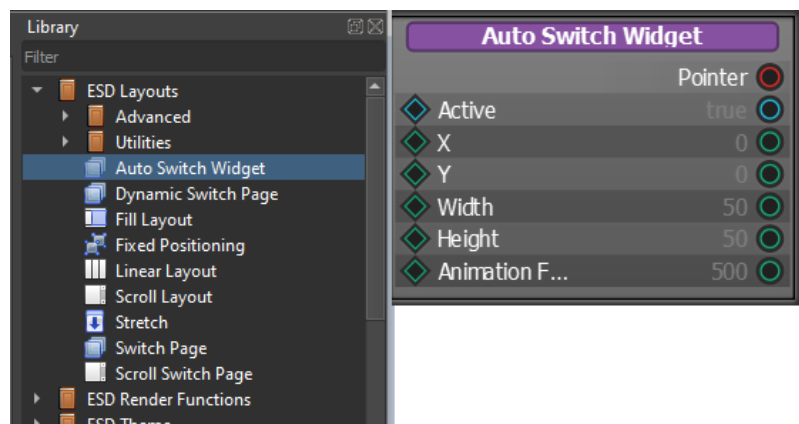 Library
Filter
ESD Layouts
Advanced
Utilities
Auto Switch Widget
Dynamic Switch Page
Fill Layout
Fixed Positioning
Linear Layout
Scroll Layout
Stretch
Switch Page
Scroll Switch Page
ESD Render Functions
ESD Theme
Auto Switch Widget
Pointer
Active true
X 0
Y 0
Width 50
Height 50
Animation F... 500